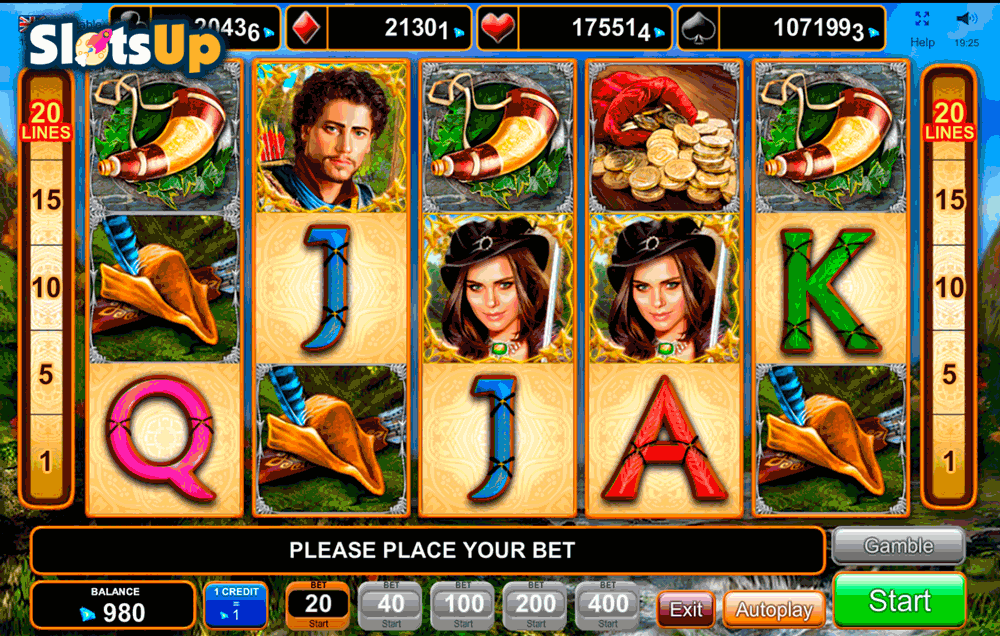 SlotsUp
20436
21301
175514
1071993
Help
19:25
20
LINES
15
10
5
1
J
K
Q
J
A
20
LINES
15
10
5
1
PLEASE PLACE YOUR BET
Gamble
BALANCE
980
1 CREDIT
=
1
BET
20
Start
BET
40
Start
BET
100
Start
BET
200
Start
BET
400
Start
Exit
Autoplay
Start